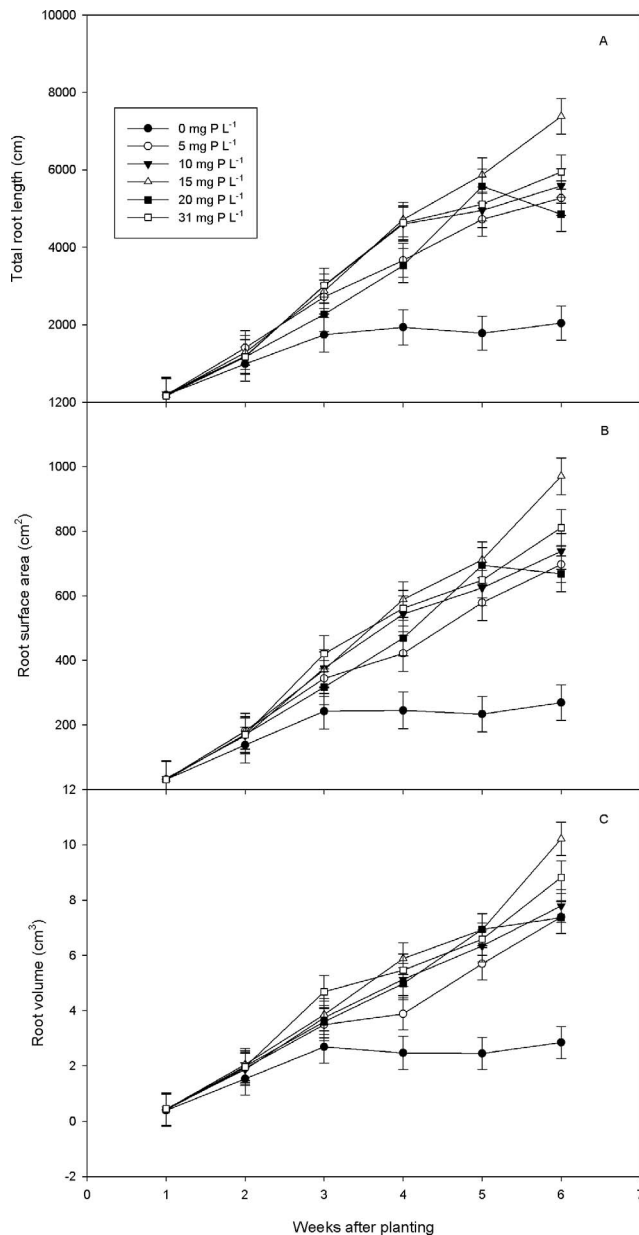 10000
A
8000
0 mg P L⁻¹
5 mg P L⁻¹
10 mg P L⁻¹
15 mg P L⁻¹
20 mg P L⁻¹
31 mg P L⁻¹
Total root length (cm)
6000
4000
2000
1200
B
1000
Root surface area (cm²)
800
600
400
200
12
C
10
Root volume (cm³)
8
6
4
2
0
-2
0 1 2 3 4 5 6 7
Weeks after planting